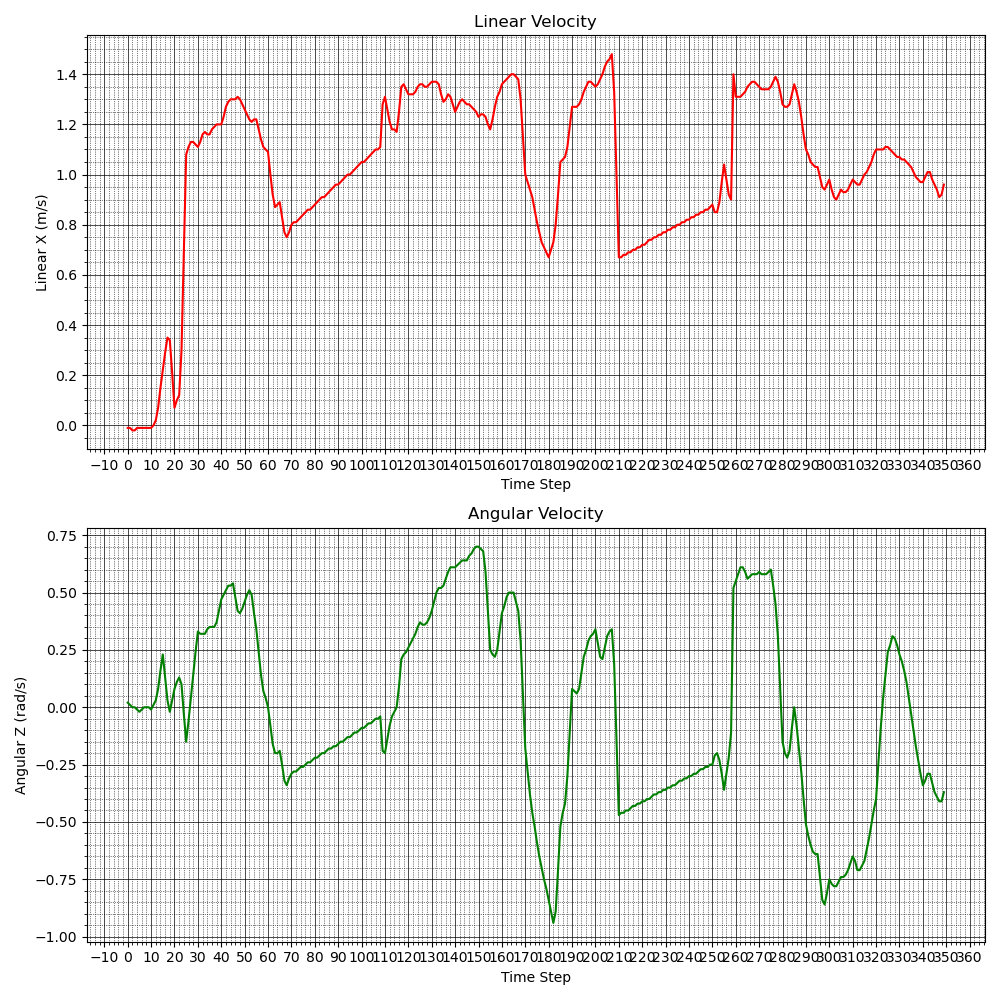 Linear Velocity
1.4
1.2
1.0
0.8
0.6
0.4
0.2
0.0
Linear X (m/s)
−10 0 10 20 30 40 50 60 70 80 90 100 110 120 130 140 150 160 170 180 190 200 210 220 230 240 250 260 270 280 290 300 310 320 330 340 350 360
Time Step
Angular Velocity
0.75
0.50
0.25
0.00
−0.25
−0.50
−0.75
−1.00
Angular Z (rad/s)
−10 0 10 20 30 40 50 60 70 80 90 100 110 120 130 140 150 160 170 180 190 200 210 220 230 240 250 260 270 280 290 300 310 320 330 340 350 360
Time Step